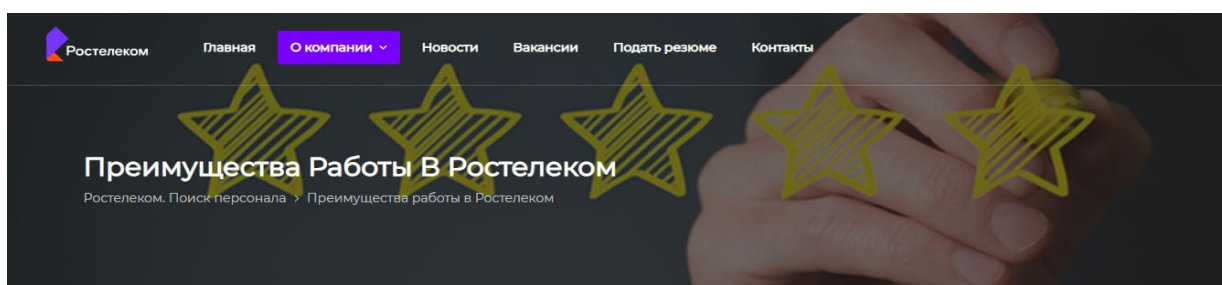 Ростелеком Главная О компании Новости Вакансии Подать резюме Контакты
Преимущества Работы В Ростелеком
Ростелеком. Поиск персонала > Преимущества работы в Ростелеком